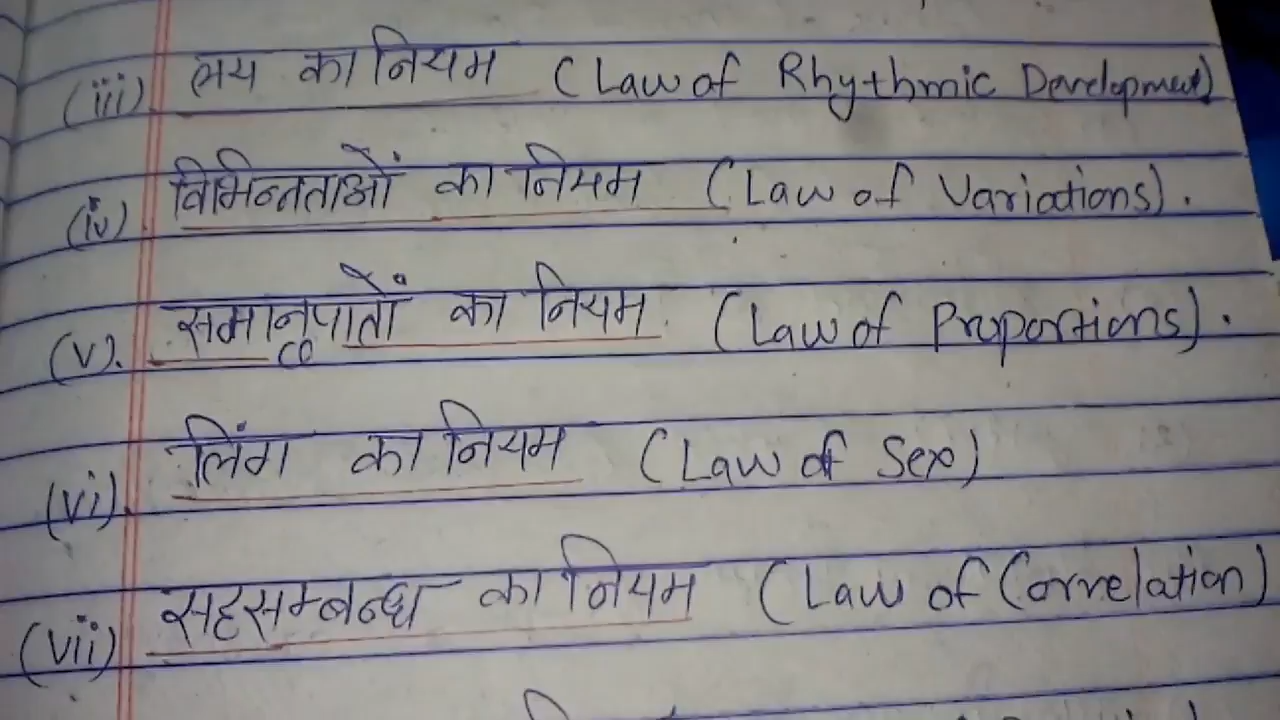 (iii) लय का नियम (Law of Rhythmic Development)
(iv) विभिन्नताओं का नियम (Law of Variations).
(v). समानुपातों का नियम (Law of Proportions).
(vi) लिंग का नियम (Law of Sex)
(vii) सहसम्बन्ध का नियम (Law of Correlation)